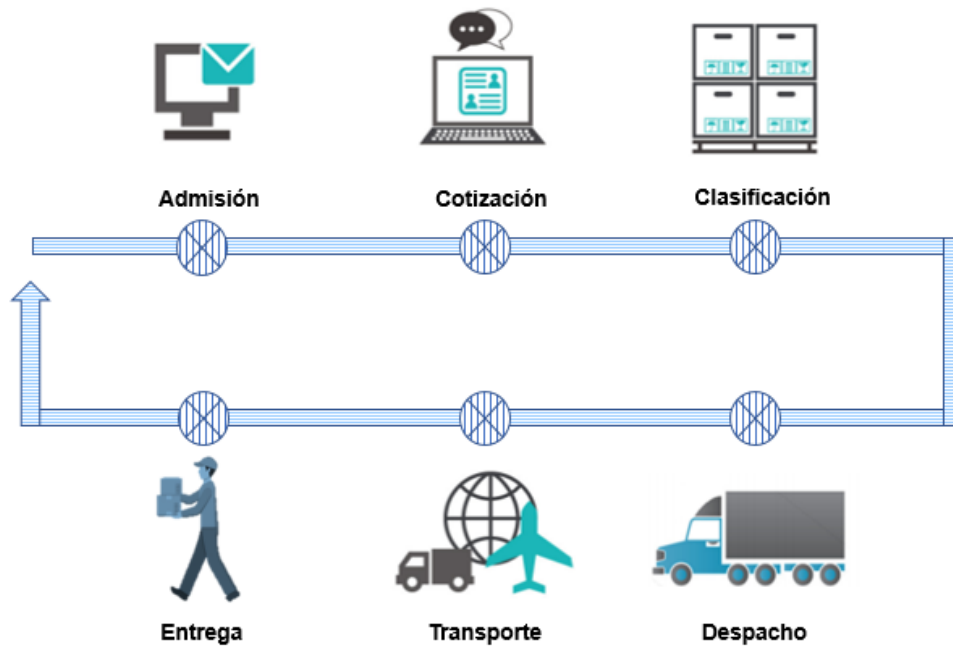 Admisión
Cotización
Clasificación
Entrega
Transporte
Despacho